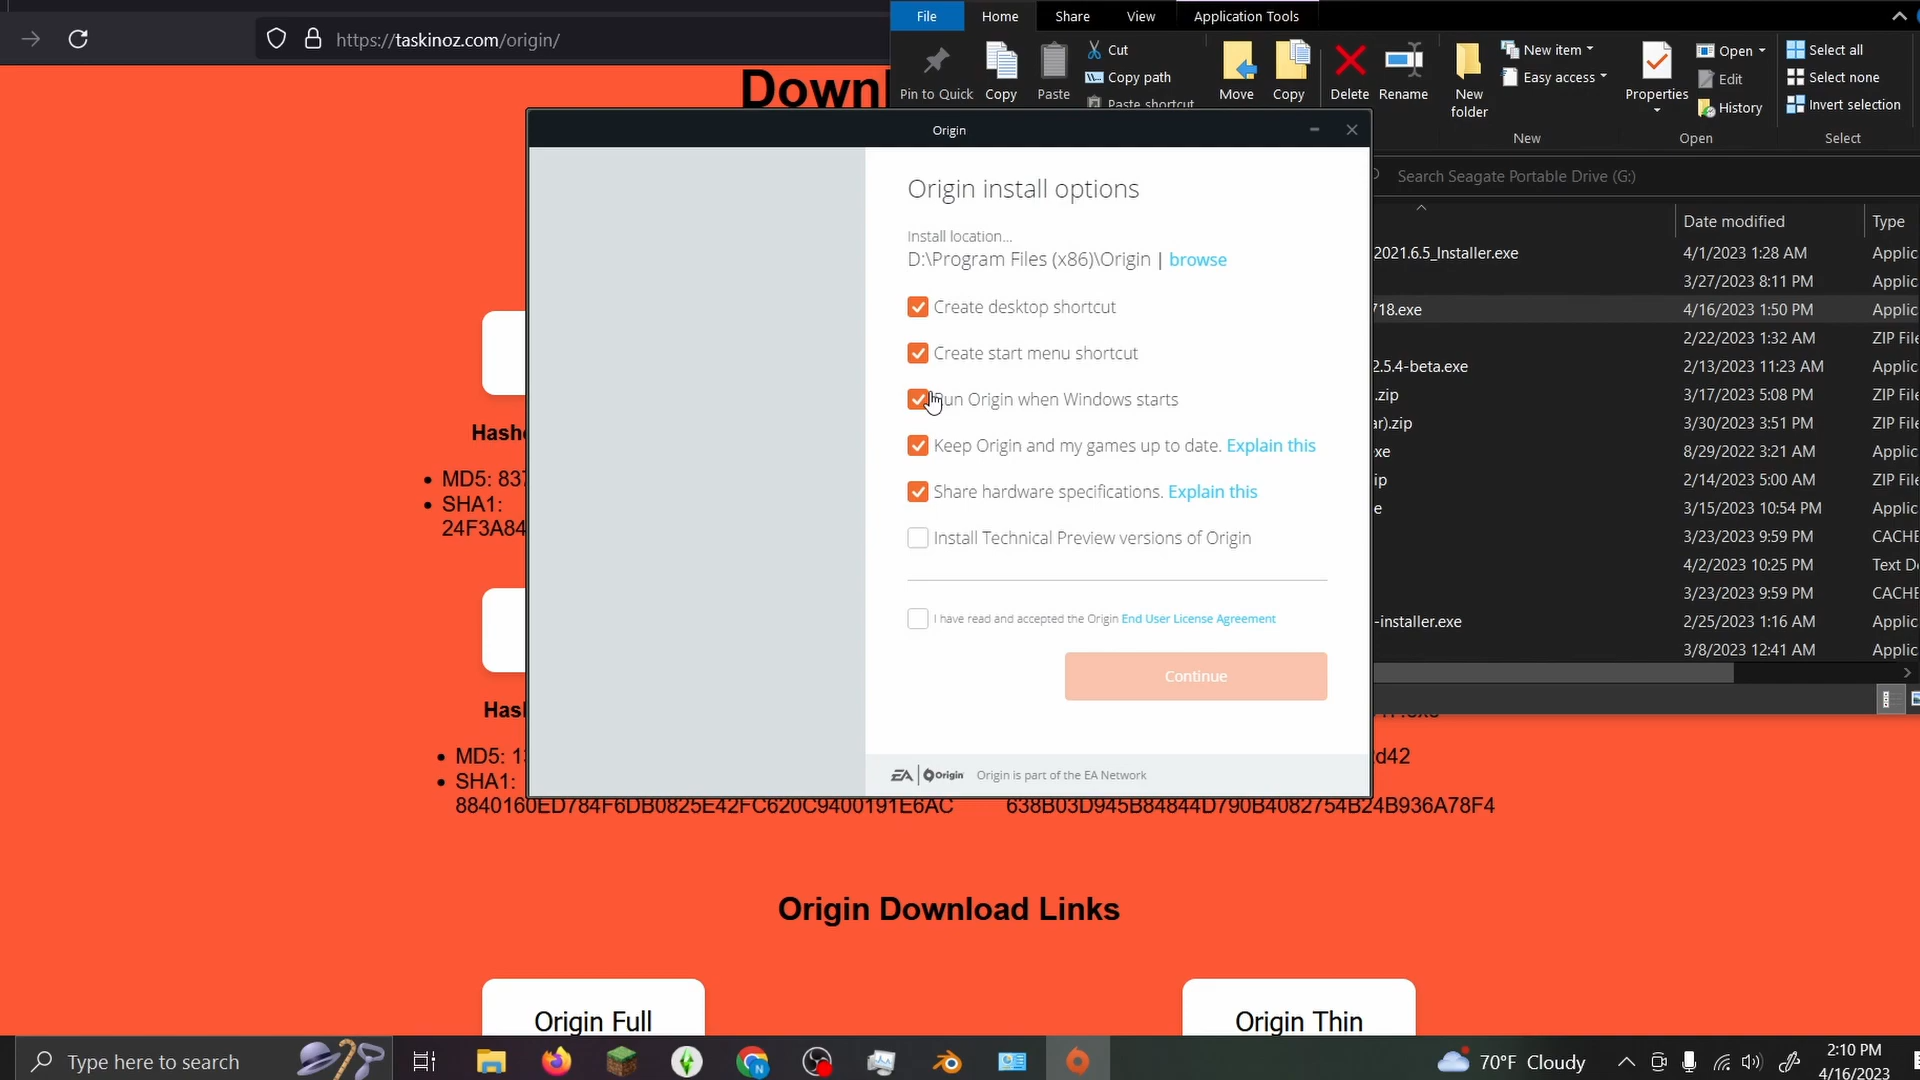 https://taskinoz.com/origin/
File
Home
Share
View
Application Tools
Pin to Quick
Copy
Paste
Cut
Copy path
Paste shortcut
Move
Copy
Delete
Rename
New
folder
New item
Easy access
Properties
Open
Edit
History
Select all
Select none
Invert selection
New
Open
Select
Search Seagate Portable Drive (G:)
Date modified
Type
2021.6.5_Installer.exe 4/1/2023 1:28 AM Applic
3/27/2023 8:11 PM Applic
718.exe 4/16/2023 1:50 PM Applic
2/22/2023 1:32 AM ZIP File
2.5.4-beta.exe 2/13/2023 11:23 AM Applic
.zip 3/17/2023 5:08 PM ZIP File
ar).zip 3/30/2023 3:51 PM ZIP File
xe 8/29/2022 3:21 AM Applic
ip 2/14/2023 5:00 AM ZIP File
e 3/15/2023 10:54 PM Applic
3/23/2023 9:59 PM CACHE
4/2/2023 10:25 PM Text D
3/23/2023 9:59 PM CACHE
-installer.exe 2/25/2023 1:16 AM Applic
3/8/2023 12:41 AM Applic
Downl
Origin
Origin install options
Install location...
D:\Program Files (x86)\Origin | browse
Create desktop shortcut
Create start menu shortcut
un Origin when Windows starts
Keep Origin and my games up to date. Explain this
Share hardware specifications. Explain this
Install Technical Preview versions of Origin
I have read and accepted the Origin End User License Agreement
Continue
EA Origin Origin is part of the EA Network
Hashe
MD5: 837
SHA1:
24F3A84
Hash
MD5: 13
SHA1:
8840160ED784F6DB0825E42FC620C9400191E6AC
d42
638B03D945B84844D790B4082754B24B936A78F4
Origin Download Links
Origin Full
Origin Thin
Type here to search
N
70°F Cloudy
2:10 PM
4/16/2023